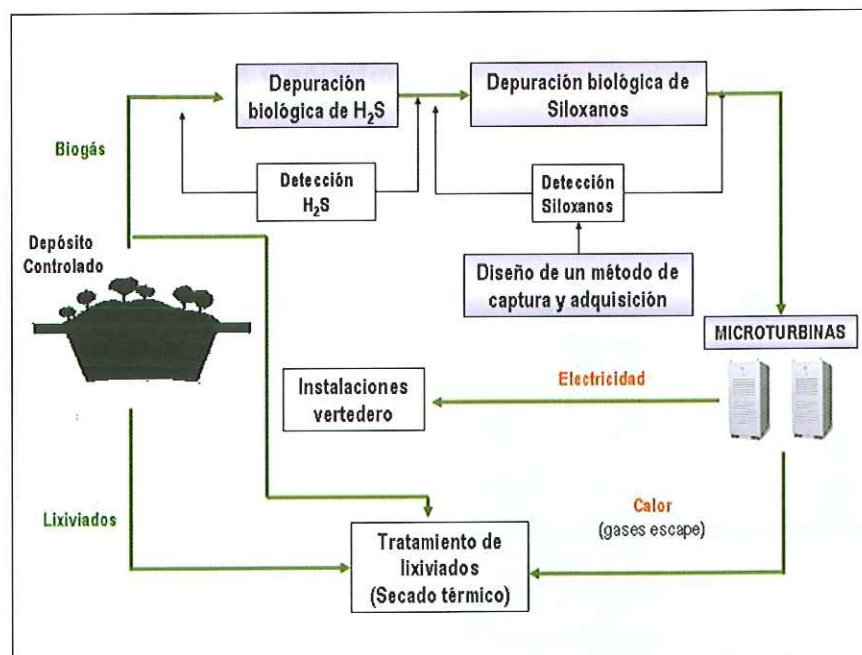 Depuración
biológica de H₂S
Depuración biológica de
Siloxanos
Biogás
Detección
H₂S
Detección
Siloxanos
Depósito
Controlado
Diseño de un método de
captura y adquisición
MICROTURBINAS
Electricidad
Instalaciones
vertedero
Lixiviados
Calor
(gases escape)
Tratamiento de
lixiviados
(Secado térmico)